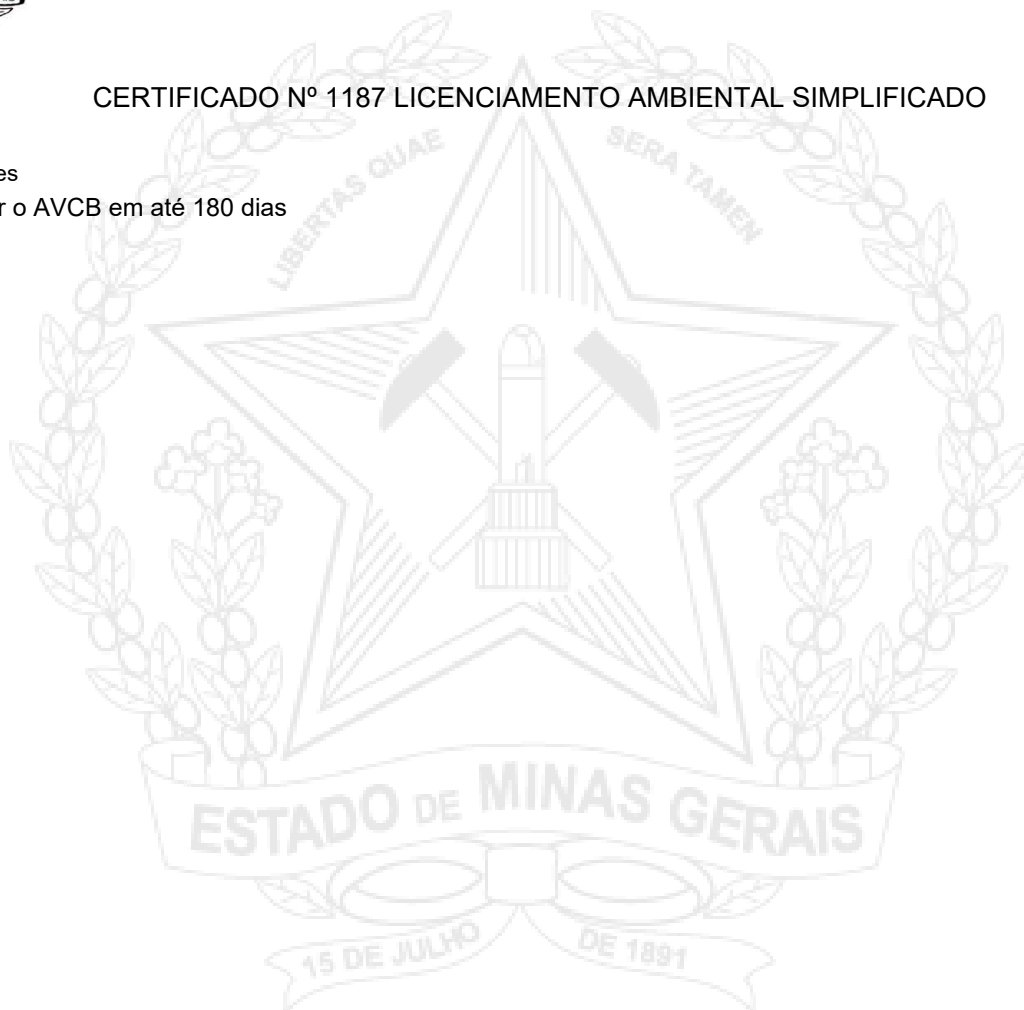 CERTIFICADO Nº 1187 LICENCIAMENTO AMBIENTAL SIMPLIFICADO
es
r o AVCB em até 180 dias
LIBERTAS QUAE
SERA TAMEN
ESTADO DE MINAS GERAIS
15 DE JULHO
DE 1891